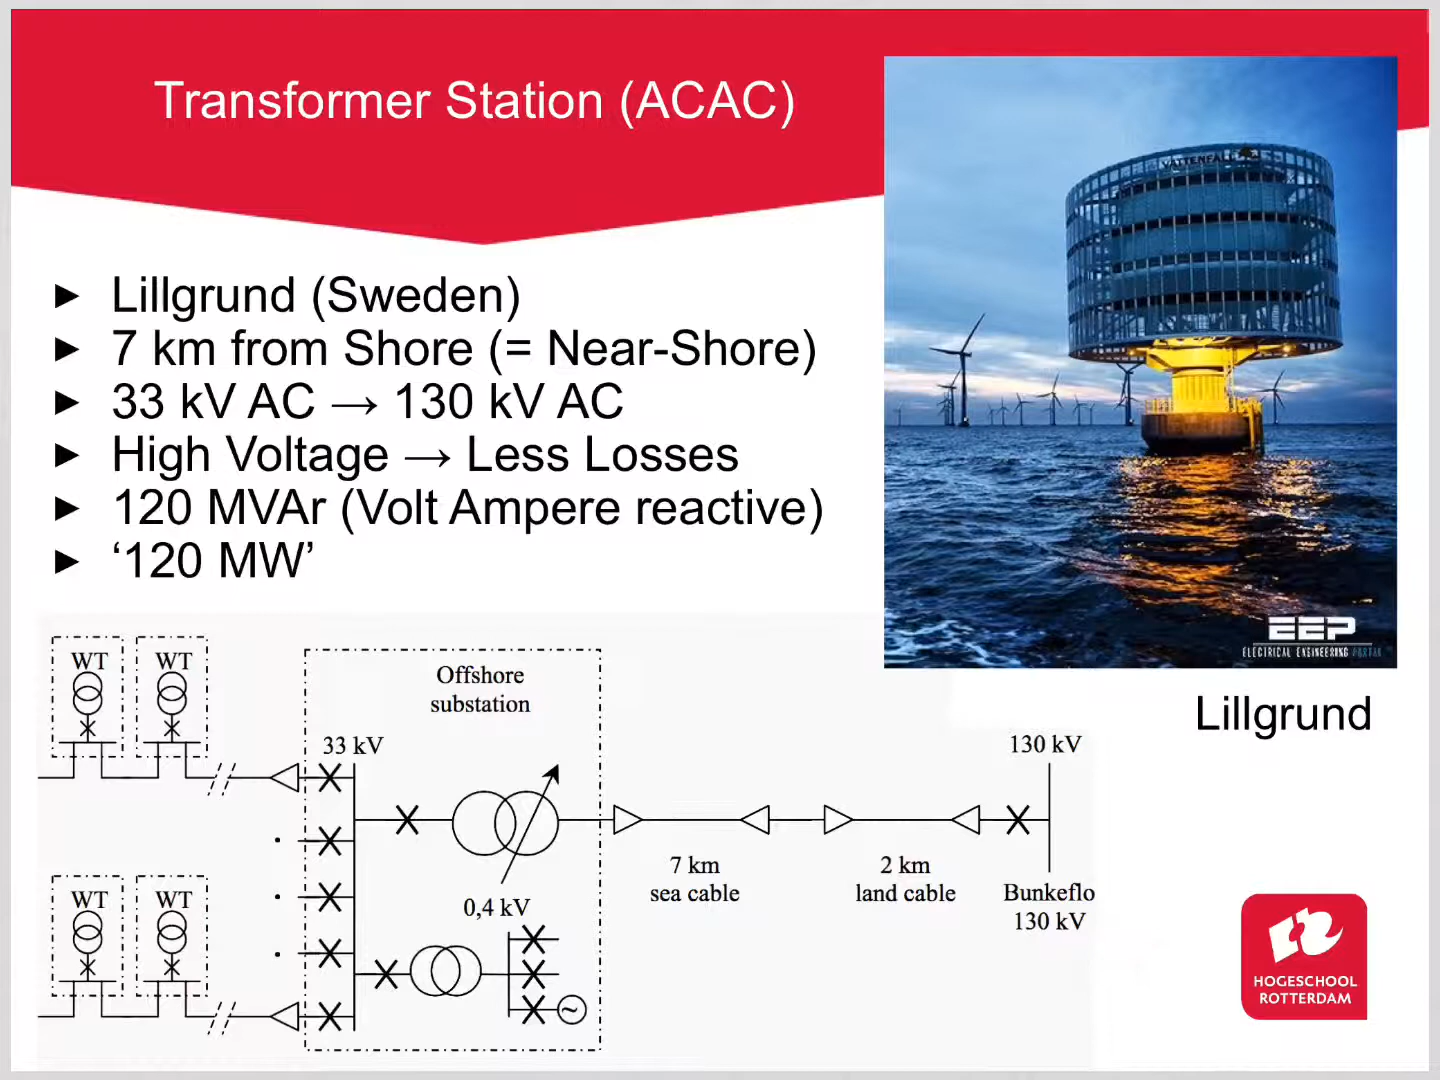 Transformer Station (ACAC)
VATTENFALL
► Lillgrund (Sweden)
► 7 km from Shore (= Near-Shore)
► 33 kV AC → 130 kV AC
► High Voltage → Less Losses
► 120 MVAr (Volt Ampere reactive)
► ‘120 MW’
EEP
ELECTRICAL ENGINEERING PORTAL
Lillgrund
WT WT
Offshore
substation
33 kV
130 kV
7 km
sea cable
2 km
land cable
Bunkeflo
130 kV
WT WT
0,4 kV
HOGESCHOOL
ROTTERDAM